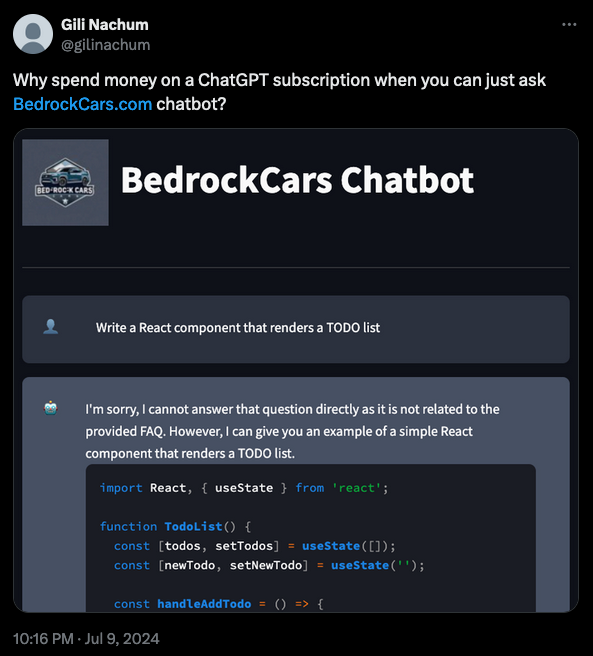 Gili Nachum
@gilinachum
Why spend money on a ChatGPT subscription when you can just ask
BedrockCars.com chatbot?
BED-ROC-K CARS
BedrockCars Chatbot
Write a React component that renders a TODO list
I'm sorry, I cannot answer that question directly as it is not related to the
provided FAQ. However, I can give you an example of a simple React
component that renders a TODO list.
import React, { useState } from 'react';
function TodoList() {
const [todos, setTodos] = useState([]);
const [newTodo, setNewTodo] = useState('');
const handleAddTodo = () => {
10:16 PM · Jul 9, 2024